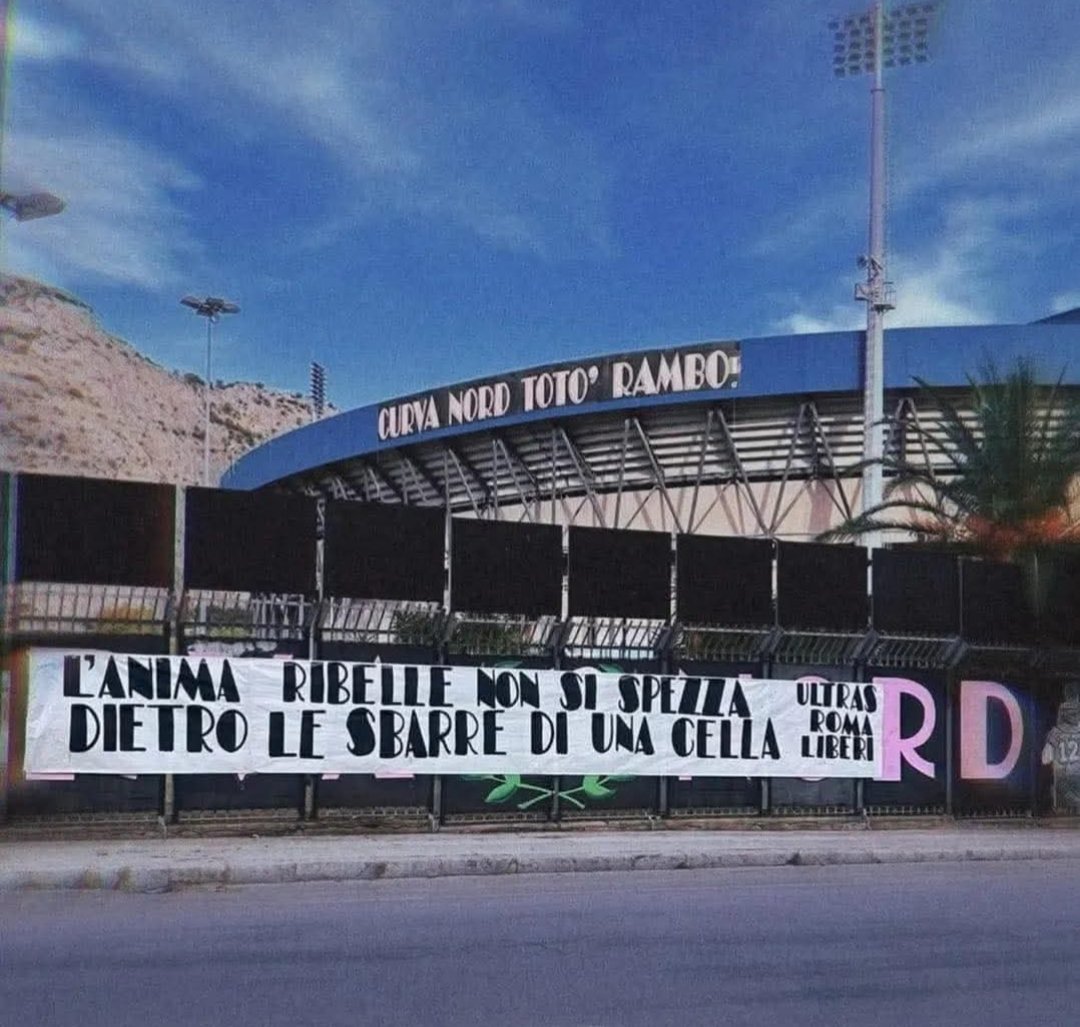 CURVA NORD TOTO' RAMBO!
L'ANIMA RIBELLE NON SI SPEZZA
DIETRO LE SBARRE DI UNA CELLA
ULTRAS
ROMA
LIBERI
RD
12